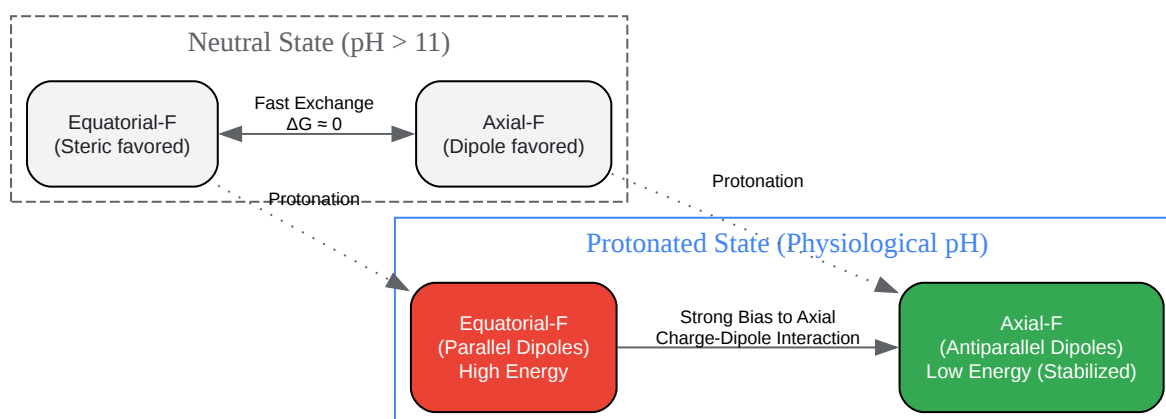 Neutral State (pH > 11)
Equatorial-F
(Steric favored)
Fast Exchange
ΔG ≈ 0
Axial-F
(Dipole favored)
Protonation
Protonation
Protonated State (Physiological pH)
Equatorial-F
(Parallel Dipoles)
High Energy
Strong Bias to Axial
Charge-Dipole Interaction
Axial-F
(Antiparallel Dipoles)
Low Energy (Stabilized)